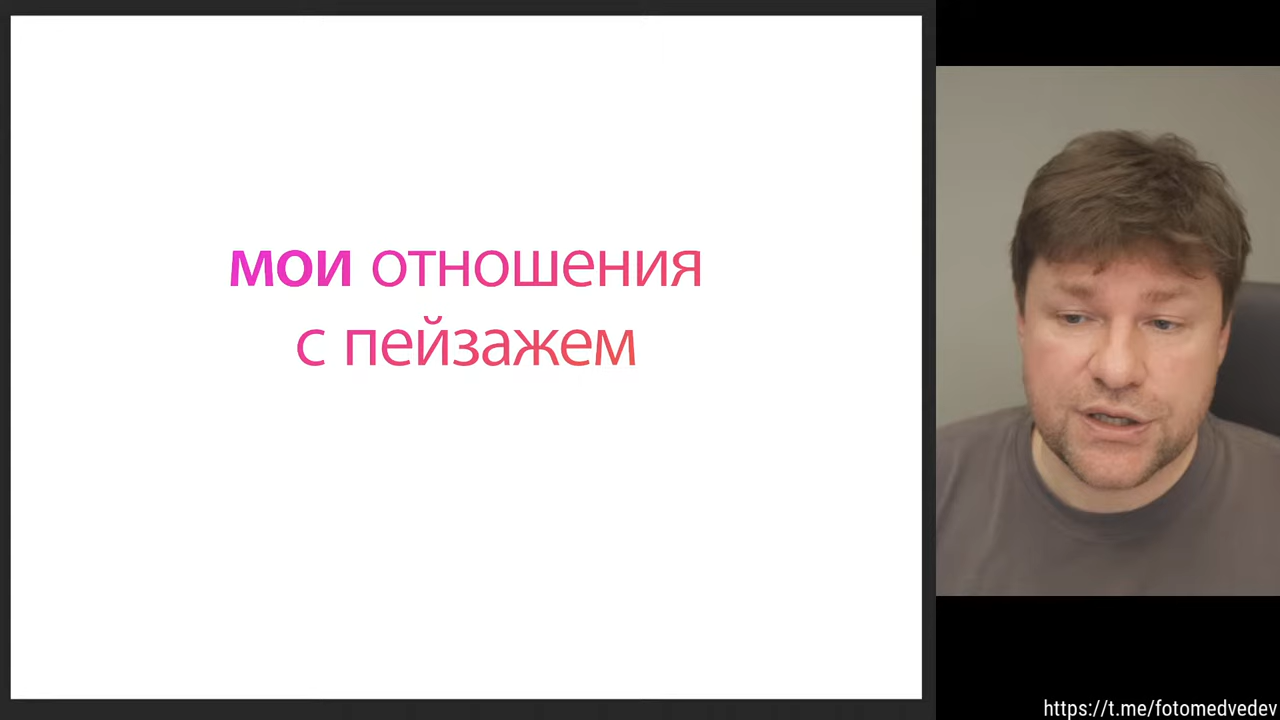 мои отношения
с пейзажем
https://t.me/fotomedvedev